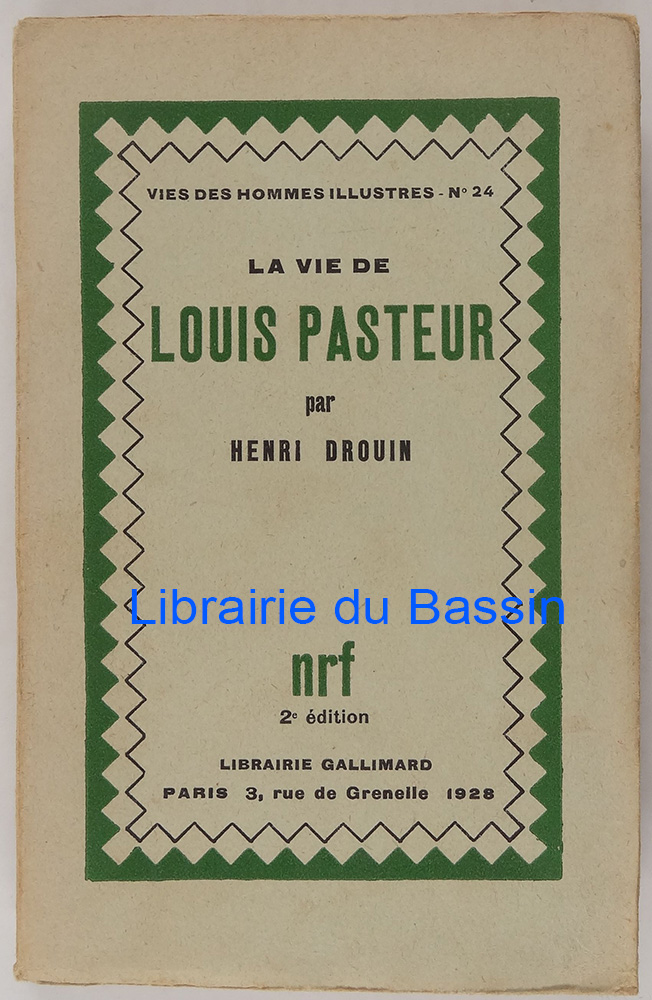 VIES DES HOMMES ILLUSTRES - N° 24
LA VIE DE
LOUIS PASTEUR
par
HENRI DROUIN
Librairie du Bassin
nrf
2e édition
LIBRAIRIE GALLIMARD
PARIS 3, rue de Grenelle 1928